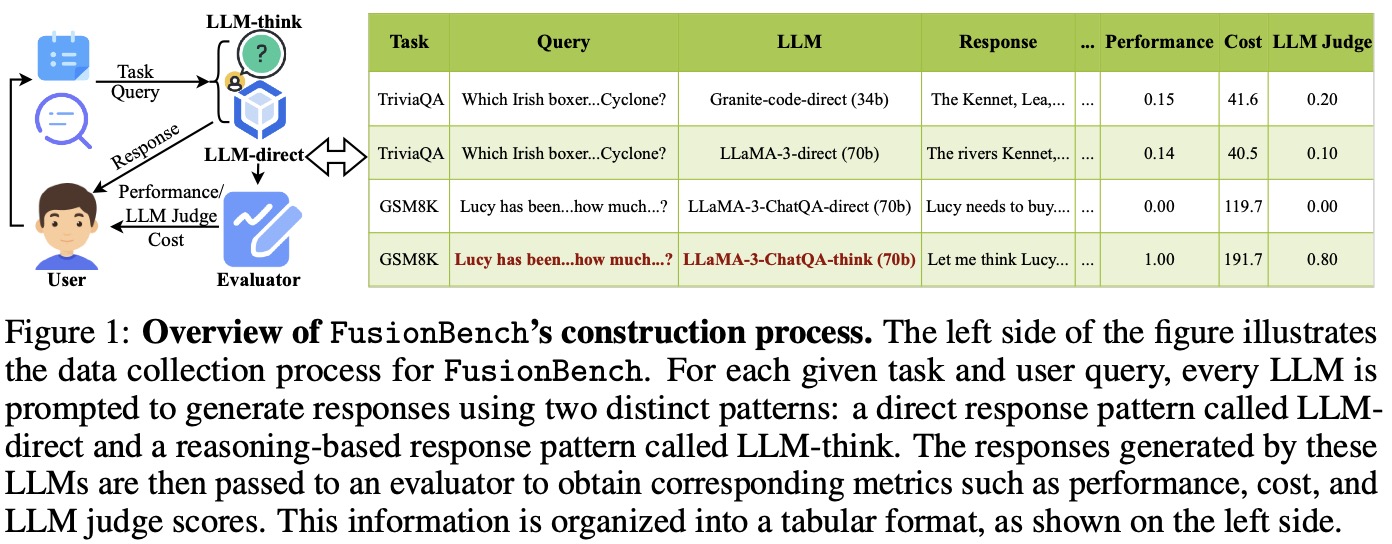 LLM-think
Task
Query
Response
LLM-direct
Performance/
LLM Judge
Cost
User
Evaluator
Task Query LLM Response ... Performance Cost LLM Judge
TriviaQA Which Irish boxer...Cyclone? Granite-code-direct (34b) The Kennet, Lea,... ... 0.15 41.6 0.20
TriviaQA Which Irish boxer...Cyclone? LLaMA-3-direct (70b) The rivers Kennet,... ... 0.14 40.5 0.10
GSM8K Lucy has been...how much...? LLaMA-3-ChatQA-direct (70b) Lucy needs to buy.... ... 0.00 119.7 0.00
GSM8K Lucy has been...how much...? LLaMA-3-ChatQA-think (70b) Let me think Lucy... ... 1.00 191.7 0.80
Figure 1: Overview of FusionBench's construction process. The left side of the figure illustrates
the data collection process for FusionBench. For each given task and user query, every LLM is
prompted to generate responses using two distinct patterns: a direct response pattern called LLM-
direct and a reasoning-based response pattern called LLM-think. The responses generated by these
LLMs are then passed to an evaluator to obtain corresponding metrics such as performance, cost, and
LLM judge scores. This information is organized into a tabular format, as shown on the left side.